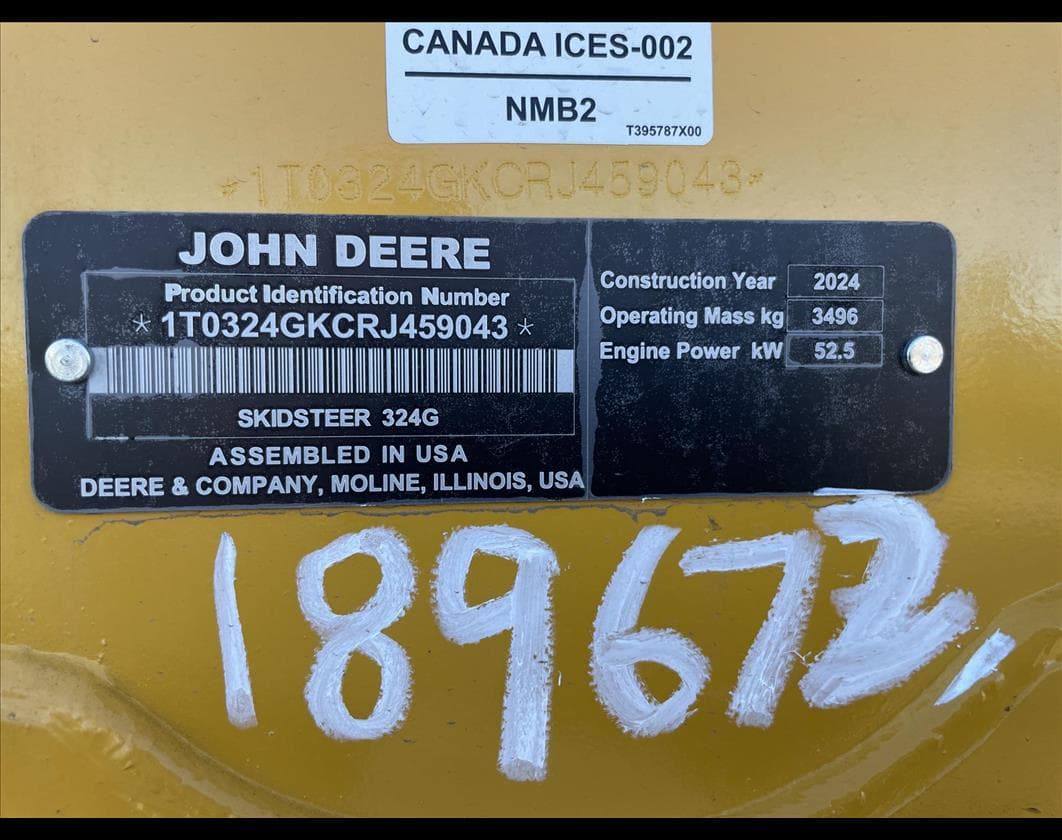 CANADA ICES-002
NMB2
T395787X00
*1T0324GKCRJ459043*
JOHN DEERE
Product Identification Number
* 1T0324GKCRJ459043 *
SKIDSTEER 324G
ASSEMBLED IN USA
DEERE & COMPANY, MOLINE, ILLINOIS, USA
Construction Year 2024
Operating Mass kg 3496
Engine Power kW 52.5
189672